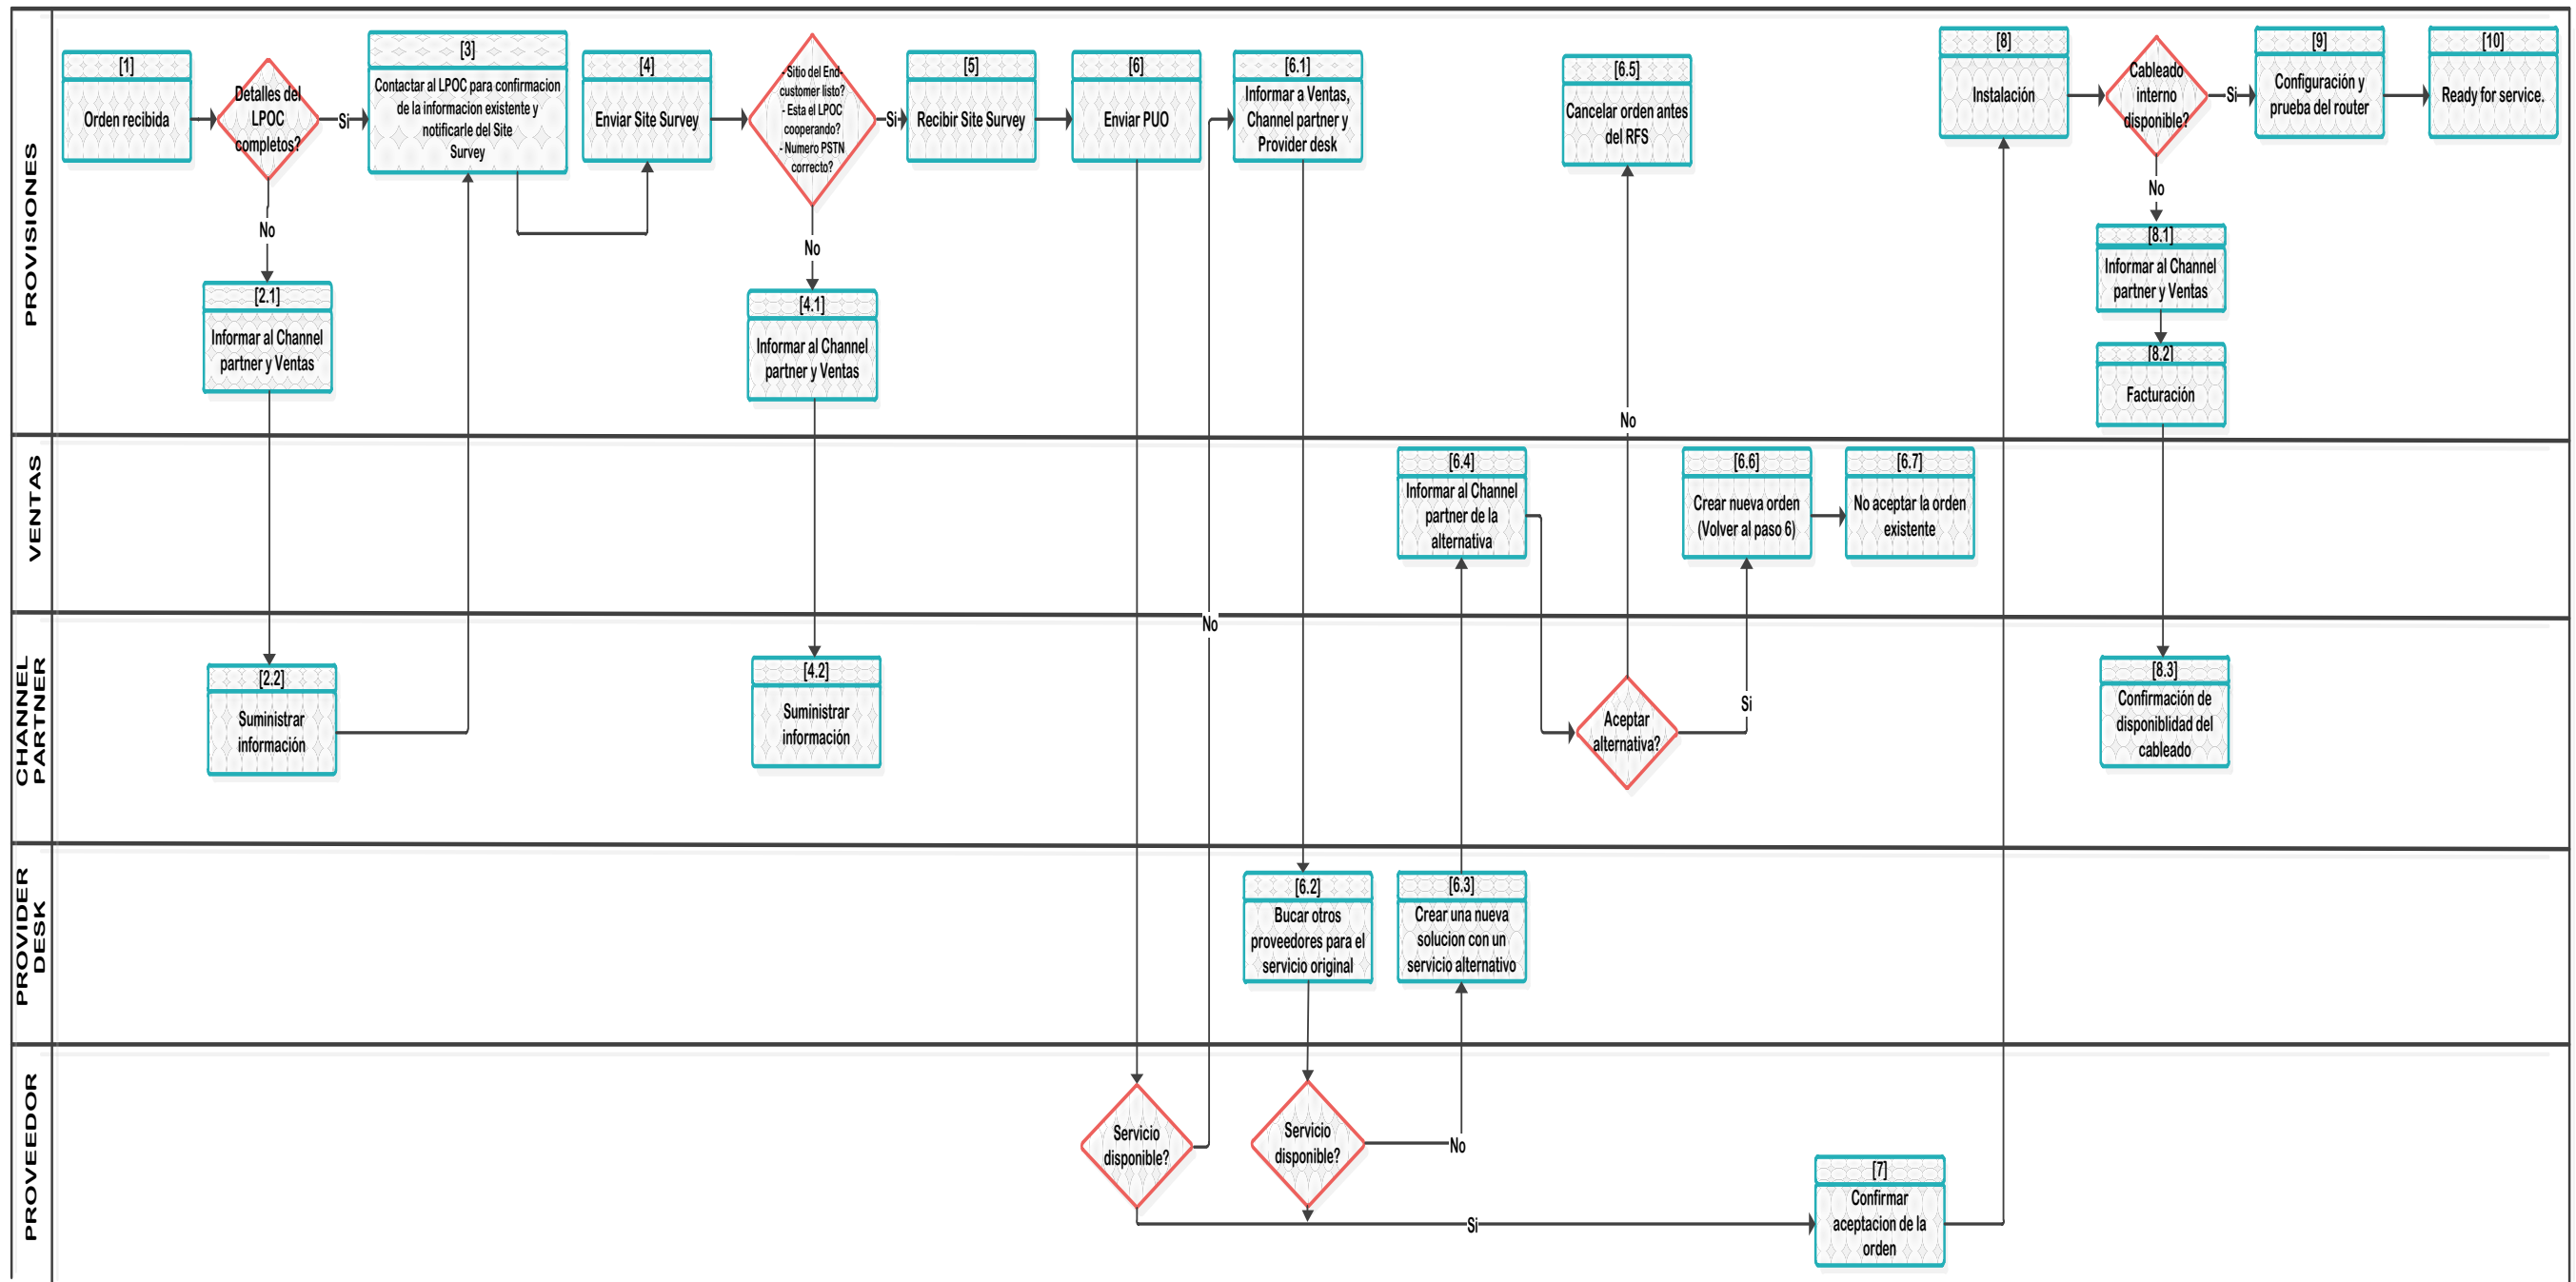 PROVISIONES
[1]
Orden recibida
Detalles del
LPOC
completos?
Si
No
[2.1]
Informar al Channel
partner y Ventas
[3]
Contactar al LPOC para confirmacion
de la informacion existente y
notificarle del Site
Survey
[4]
Enviar Site Survey
- Sitio del End-
customer listo?
- Esta el LPOC
cooperando?
- Numero PSTN
correcto?
Si
No
[4.1]
Informar al Channel
partner y Ventas
[5]
Recibir Site Survey
[6]
Enviar PUO
[6.1]
Informar a Ventas,
Channel partner y
Provider desk
[6.5]
Cancelar orden antes
del RFS
No
[8]
Instalación
Cableado
interno
disponible?
Si
No
[8.1]
Informar al Channel
partner y Ventas
[8.2]
Facturación
[9]
Configuración y
prueba del router
[10]
Ready for service.
VENTAS
[6.4]
Informar al Channel
partner de la
alternativa
[6.6]
Crear nueva orden
(Volver al paso 6)
[6.7]
No aceptar la orden
existente
CHANNEL
PARTNER
[2.2]
Suministrar
información
[4.2]
Suministrar
información
No
Aceptar
alternativa?
Si
[8.3]
Confirmación de
disponiblidad del
cableado
PROVIDER
DESK
[6.2]
Bucar otros
proveedores para el
servicio original
[6.3]
Crear una nueva
solucion con un
servicio alternativo
PROVEEDOR
Servicio
disponible?
Servicio
disponible?
No
Si
[7]
Confirmar
aceptacion de la
orden